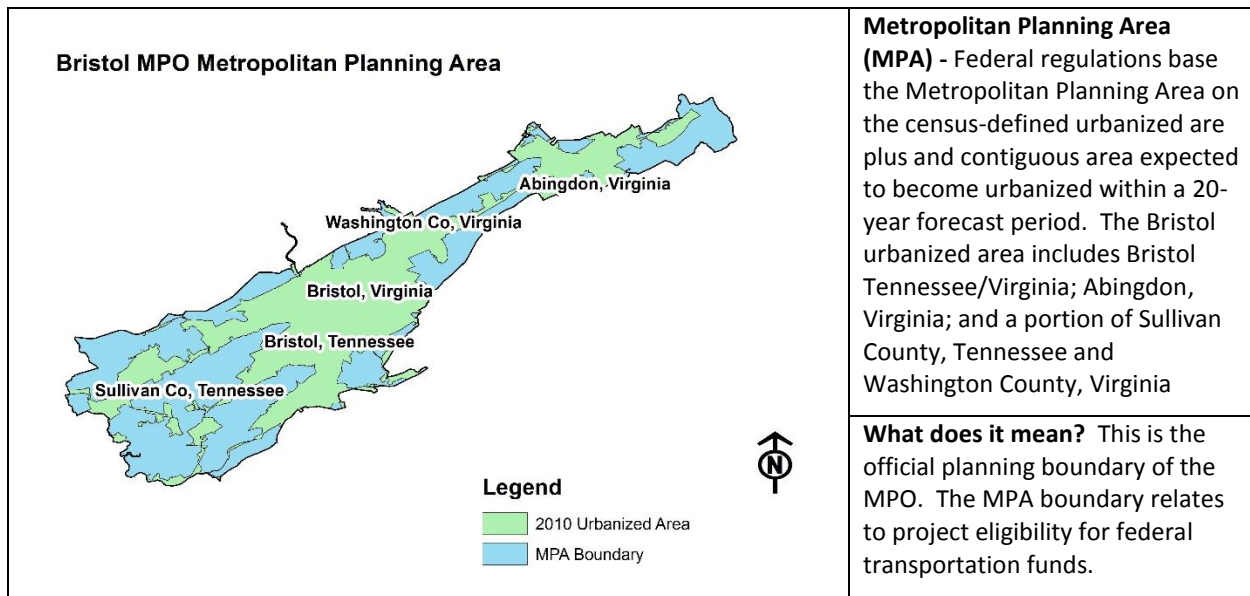 Bristol MPO Metropolitan Planning Area
Abingdon, Virginia
Washington Co, Virginia
Bristol, Virginia
Bristol, Tennessee
Sullivan Co, Tennessee
N
Legend
2010 Urbanized Area
MPA Boundary
Metropolitan Planning Area
(MPA) - Federal regulations base
the Metropolitan Planning Area on
the census-defined urbanized are
plus and contiguous area expected
to become urbanized within a 20-
year forecast period. The Bristol
urbanized area includes Bristol
Tennessee/Virginia; Abingdon,
Virginia; and a portion of Sullivan
County, Tennessee and
Washington County, Virginia
What does it mean? This is the
official planning boundary of the
MPO. The MPA boundary relates
to project eligibility for federal
transportation funds.